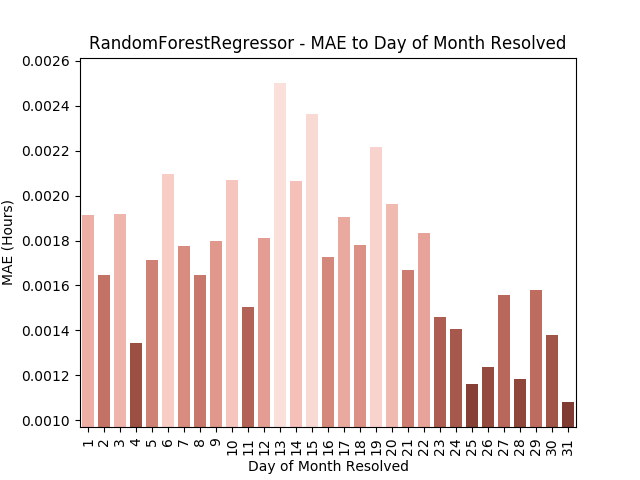 RandomForestRegressor - MAE to Day of Month Resolved
0.0026
0.0024
0.0022
0.0020
0.0018
0.0016
0.0014
0.0012
0.0010
MAE (Hours)
1 2 3 4 5 6 7 8 9 10 11 12 13 14 15 16 17 18 19 20 21 22 23 24 25 26 27 28 29 30 31
Day of Month Resolved